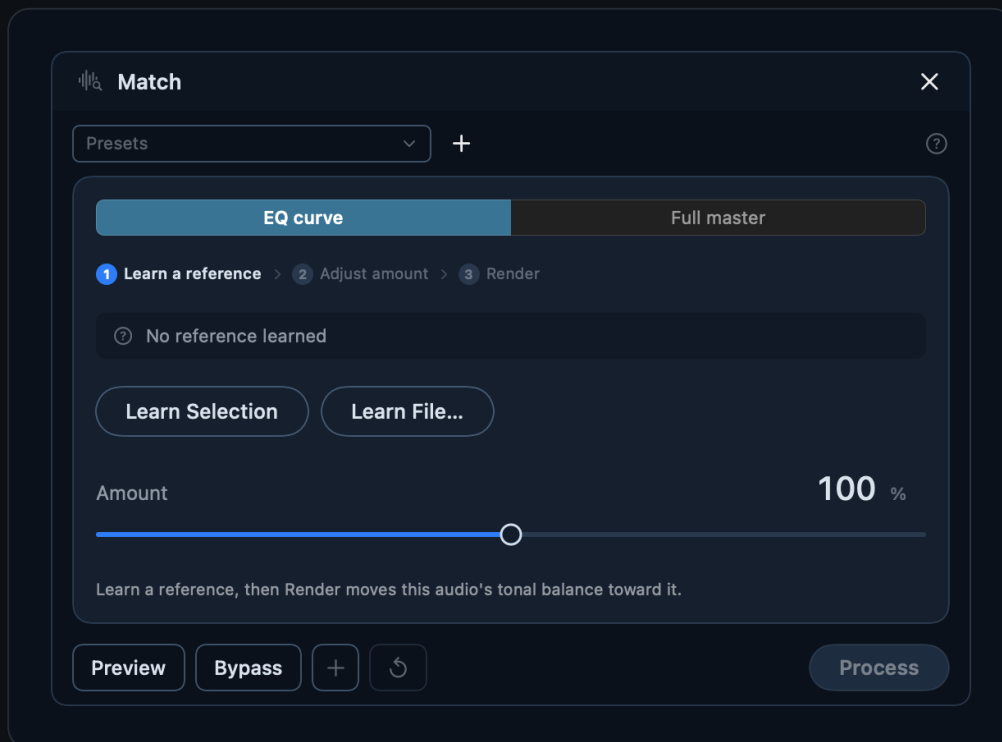 Match
Presets
EQ curve Full master
1 Learn a reference > 2 Adjust amount > 3 Render
? No reference learned
Learn Selection Learn File...
Amount 100 %
Learn a reference, then Render moves this audio's tonal balance toward it.
Preview Bypass + Process